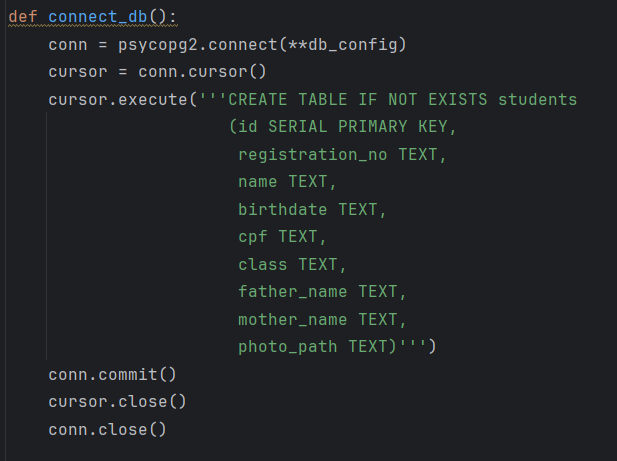 def connect_db():
    conn = psycopg2.connect(**db_config)
    cursor = conn.cursor()
    cursor.execute('''CREATE TABLE IF NOT EXISTS students
                      (id SERIAL PRIMARY KEY,
                       registration_no TEXT,
                       name TEXT,
                       birthdate TEXT,
                       cpf TEXT,
                       class TEXT,
                       father_name TEXT,
                       mother_name TEXT,
                       photo_path TEXT)''')
    conn.commit()
    cursor.close()
    conn.close()